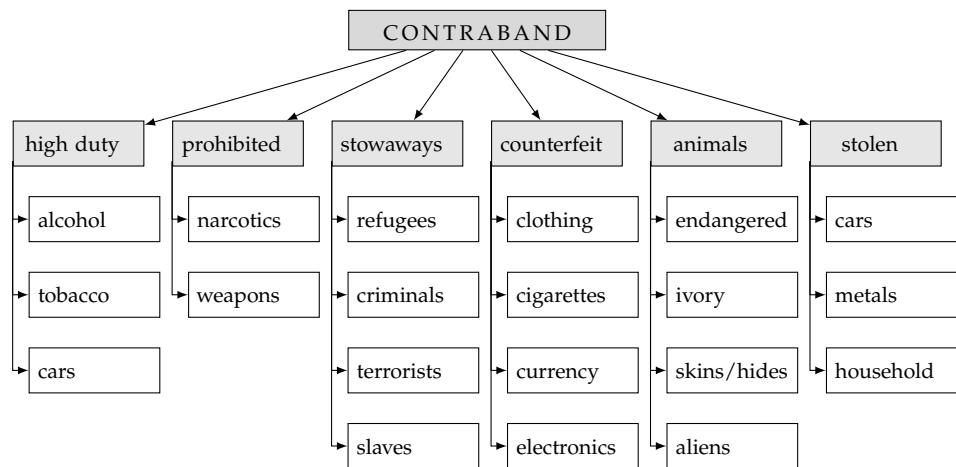 CONTRABAND
high duty
prohibited
stowaways
counterfeit
animals
stolen
alcohol
narcotics
refugees
clothing
endangered
cars
tobacco
weapons
criminals
cigarettes
ivory
metals
cars
terrorists
currency
skins/hides
household
slaves
electronics
aliens